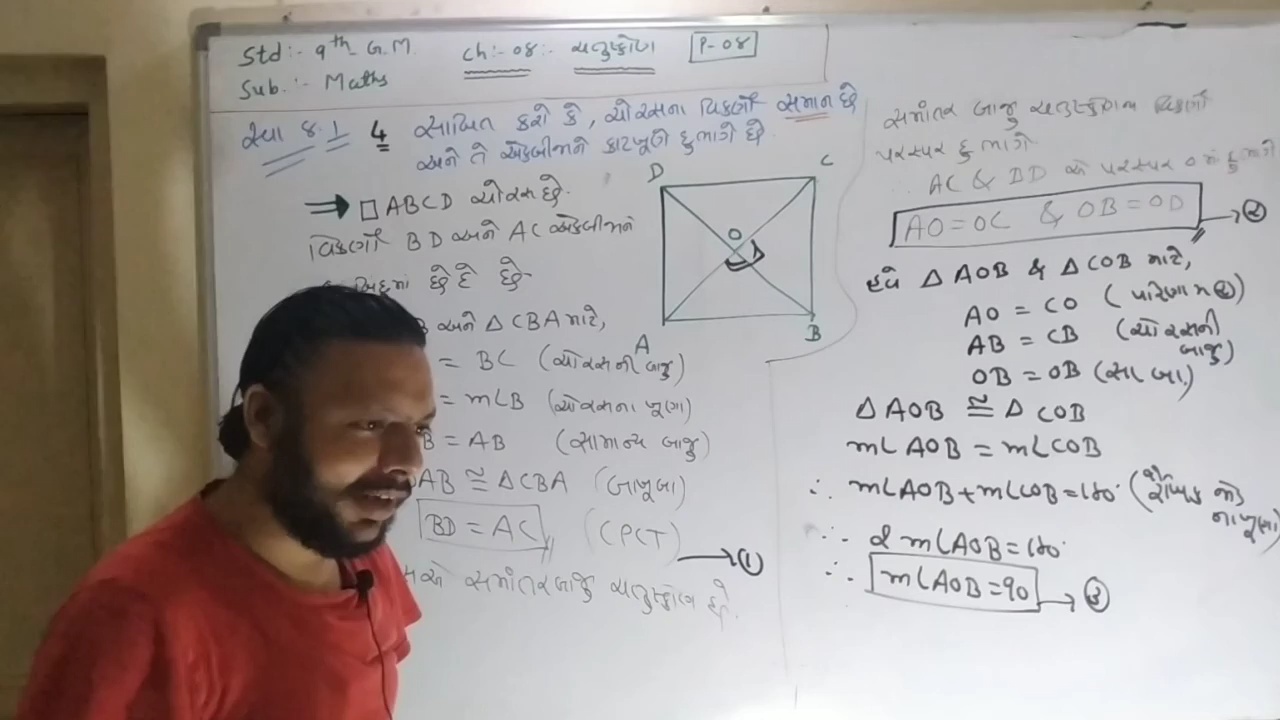 Std:- 9th G.M.
Ch:- 08:- ચતુષ્કોણ
P-08
Sub:- Maths
સ્વા ૪.1 4 સાબિત કરો કે, ચોરસના વિકર્ણો સમાન છે
અને તે એકબીજાને કાટખૂણે દુભાગે છે.
⇒ □ABCD ચોરસ છે.
વિકર્ણો BD અને AC એકબીજાને
છેદે છે.
અને △CBA માટે,
= BC (ચોરસની બાજુ)
= m∠B (ચોરસના ખૂણા)
B = AB (સામાન્ય બાજુ)
AB ≅ △CBA (બાખૂબા)
BD = AC (CPCT) → ①
સમાંતરબાજુ ચતુષ્કોણ છે.
D
C
O
A
B
સમાંતર બાજુ ચતુષ્કોણના વિકર્ણો
પરસ્પર દુભાગે
∴ AC & BD એ પરસ્પર O માં દુભાગે
AO = OC & OB = OD → ②
હવે △AOB & △COB માટે,
AO = CO (પરિણામ ②)
AB = CB (ચોરસની
બાજુ)
OB = OB (સા.બા.)
△AOB ≅ △COB
m∠AOB = m∠COB
∴ m∠AOB + m∠COB = 180°
∴ 2 m∠AOB = 180°
∴ m∠AOB = 90 → ③